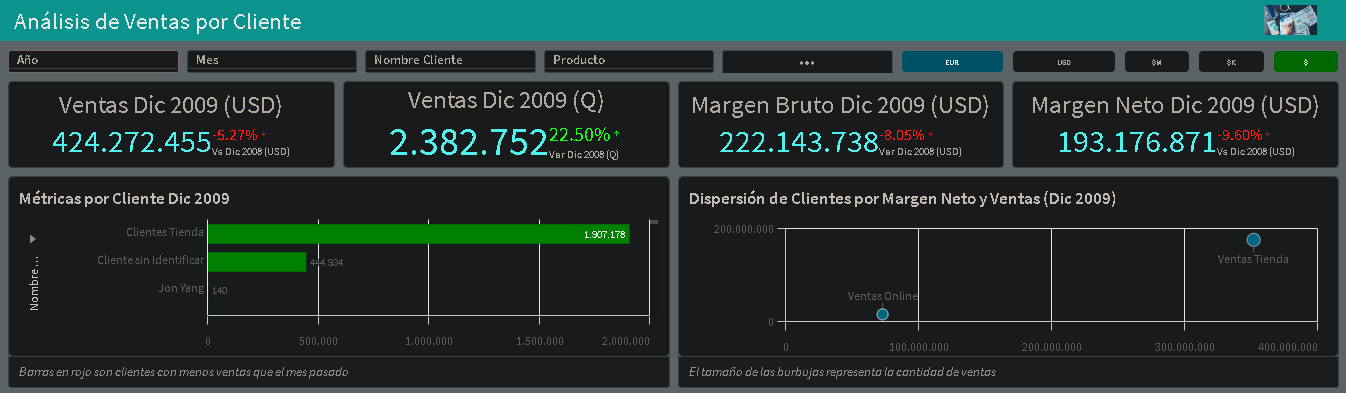 Análisis de Ventas por Cliente
Año
Mes
Nombre Cliente
Producto
•••
EUR
USD
$M
$K
$
Ventas Dic 2009 (USD)
424.272.455
-5.27%
Vs Dic 2008 (USD)
Ventas Dic 2009 (Q)
2.382.752
22.50% ↑
Var Dic 2008 (Q)
Margen Bruto Dic 2009 (USD)
222.143.738
-8.05%
Var Dic 2008 (USD)
Margen Neto Dic 2009 (USD)
193.176.871
-9.60%
Vs Dic 2008 (USD)
Métricas por Cliente Dic 2009
Nombre ...
Clientes Tienda
1.907.178
Cliente sin Identificar
444.934
Jon Yang
140
0
500.000
1.000.000
1.500.000
2.000.000
Barras en rojo son clientes con menos ventas que el mes pasado
Dispersión de Clientes por Margen Neto y Ventas (Dic 2009)
200.000.000
Ventas Tienda
Ventas Online
0
0
100.000.000
200.000.000
300.000.000
400.000.000
El tamaño de las burbujas representa la cantidad de ventas